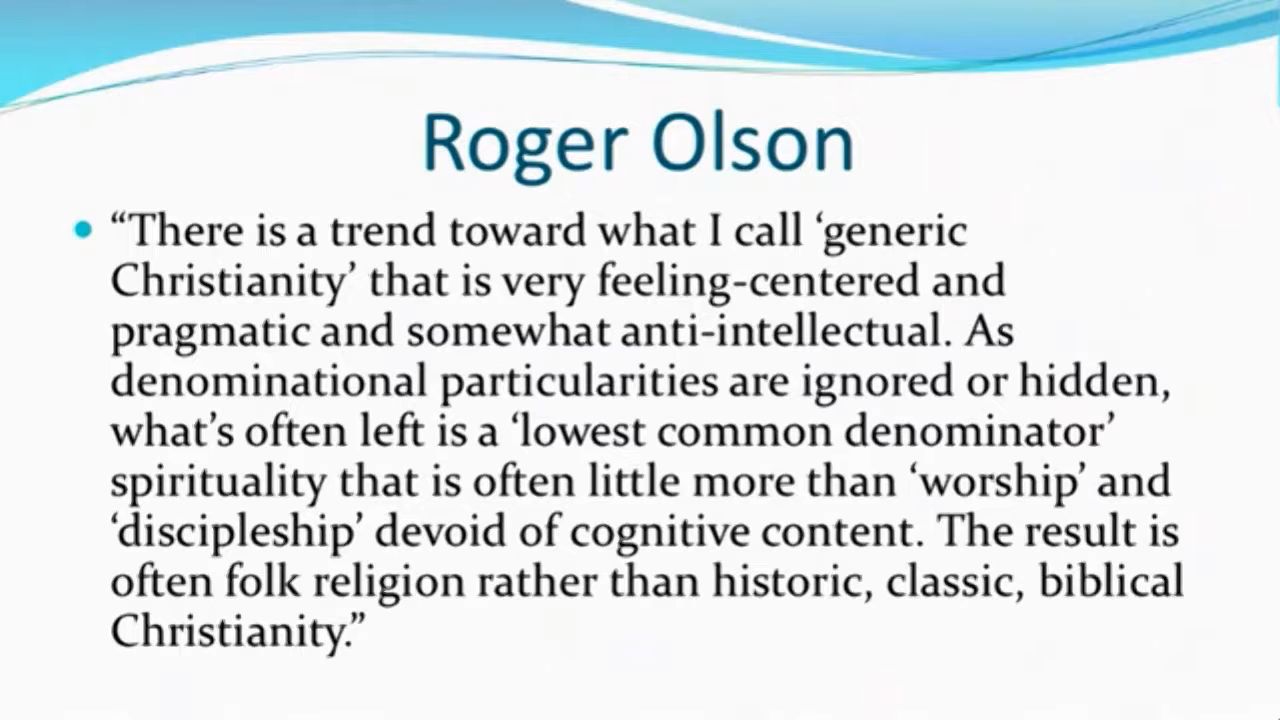 Roger Olson
• “There is a trend toward what I call ‘generic
Christianity’ that is very feeling-centered and
pragmatic and somewhat anti-intellectual. As
denominational particularities are ignored or hidden,
what’s often left is a ‘lowest common denominator’
spirituality that is often little more than ‘worship’ and
‘discipleship’ devoid of cognitive content. The result is
often folk religion rather than historic, classic, biblical
Christianity.”